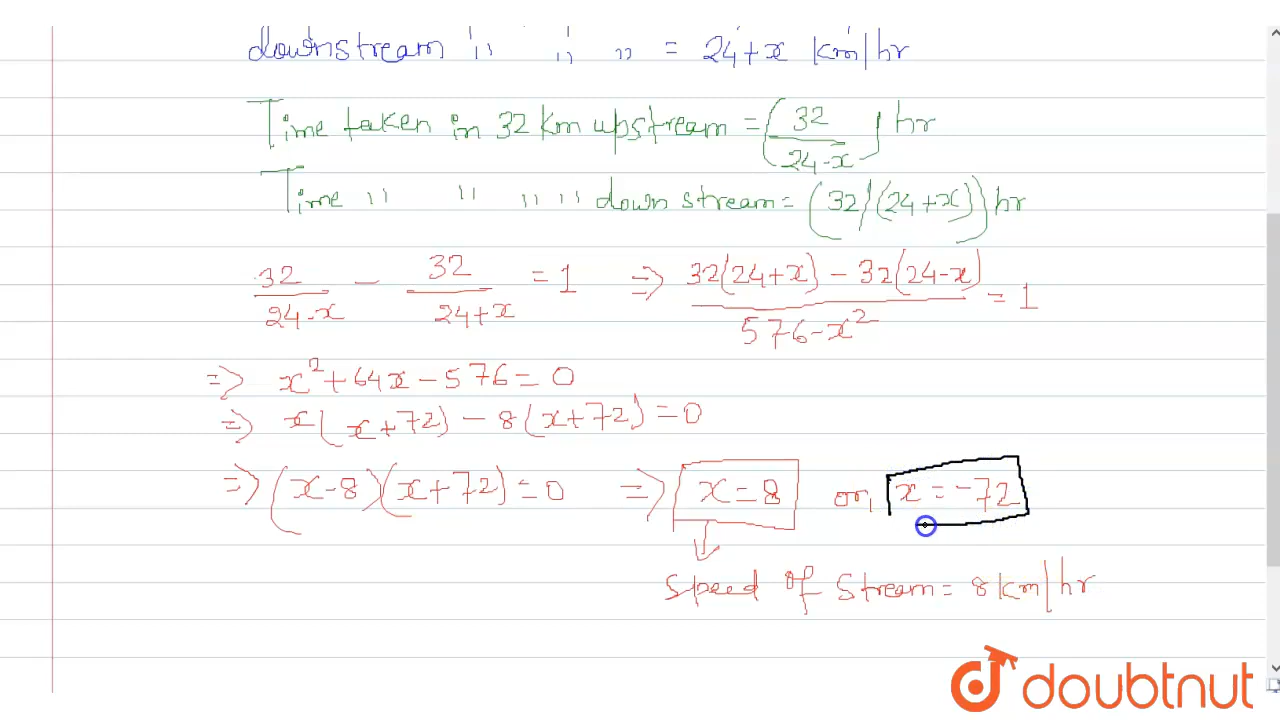 downstream '' '' '' = 24+x km/hr
Time taken in 32 km upstream = (32/24-x) hr
Time '' '' '' '' down stream = (32/(24+x)) hr
32/24-x - 32/24+x = 1 => 32(24+x) - 32(24-x)/576-x² = 1
=> x² + 64x - 576 = 0
=> x(x+72) - 8(x+72) = 0
=> (x-8)(x+72) = 0 => x = 8 or, x = -72
Speed of Stream = 8 km/hr
doubtnut